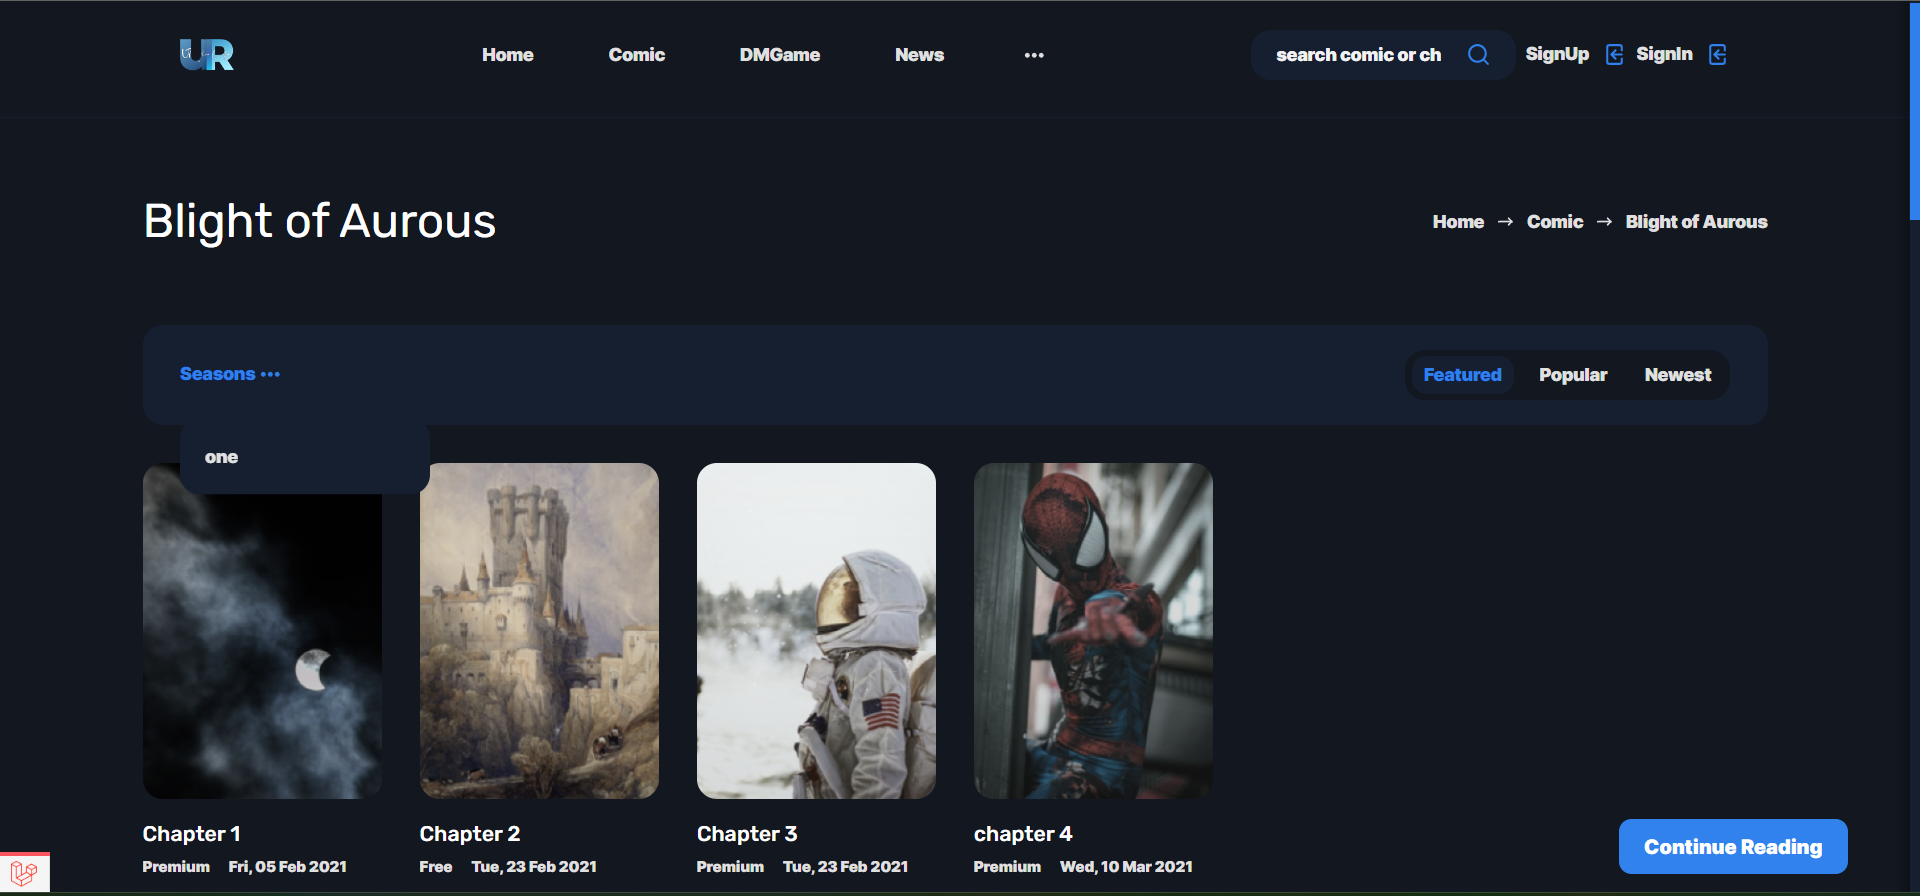 UR
Home Comic DMGame News ••• search comic or ch SignUp SignIn
Blight of Aurous
Home → Comic → Blight of Aurous
Seasons •••
Featured Popular Newest
one
Chapter 1
Premium Fri, 05 Feb 2021
Chapter 2
Free Tue, 23 Feb 2021
Chapter 3
Premium Tue, 23 Feb 2021
chapter 4
Premium Wed, 10 Mar 2021
Continue Reading